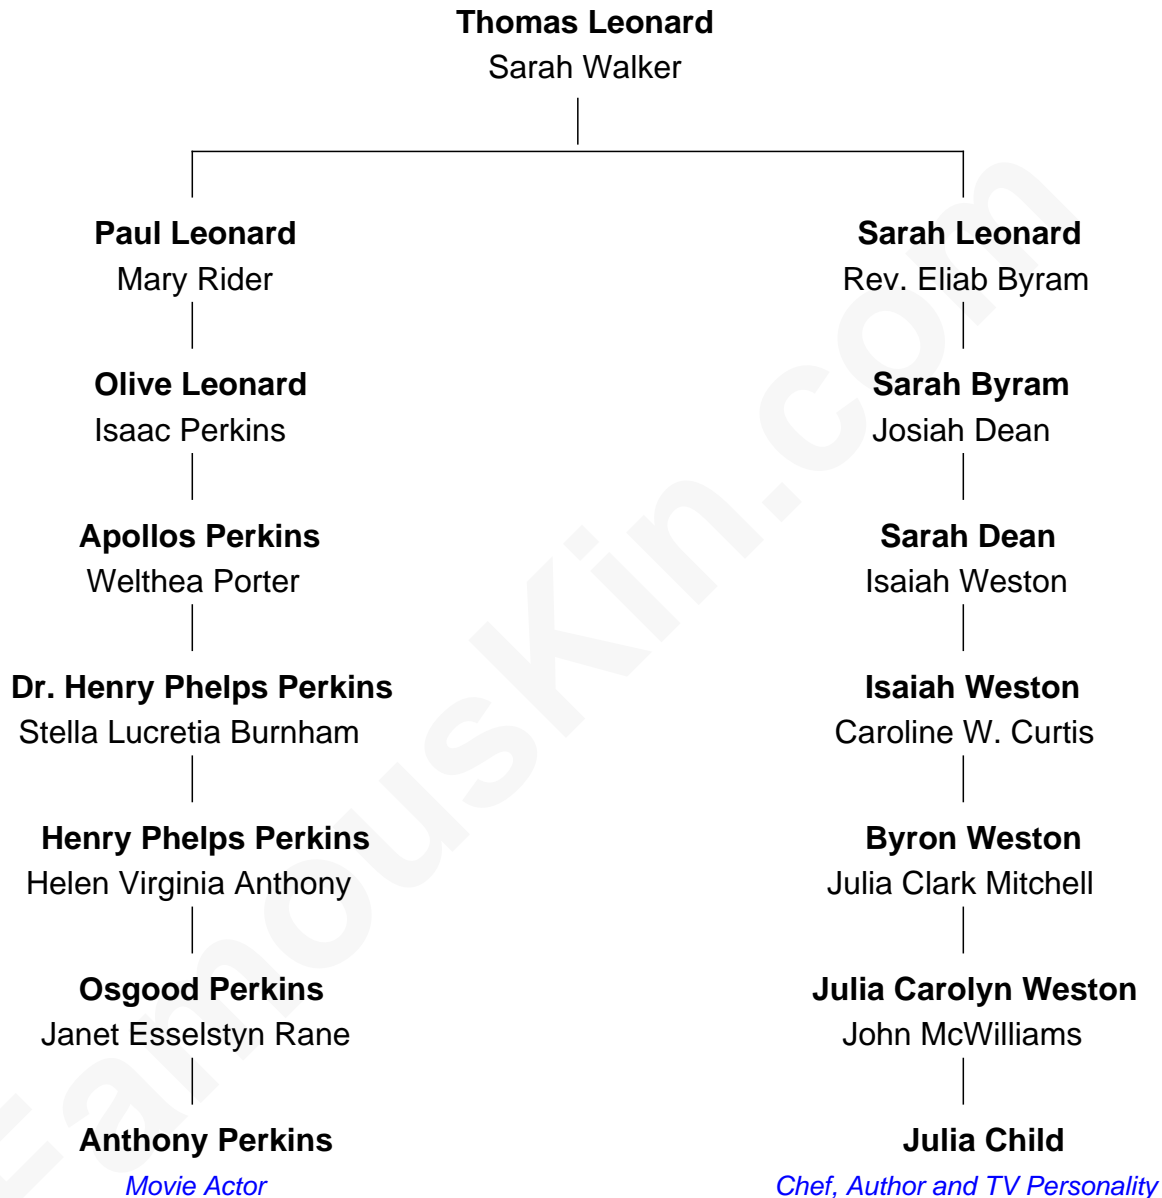 Thomas Leonard
Sarah Walker
Paul Leonard
Mary Rider
Sarah Leonard
Rev. Eliab Byram
Olive Leonard
Isaac Perkins
Sarah Byram
Josiah Dean
Apollos Perkins
Welthea Porter
Sarah Dean
Isaiah Weston
Dr. Henry Phelps Perkins
Stella Lucretia Burnham
Isaiah Weston
Caroline W. Curtis
Henry Phelps Perkins
Helen Virginia Anthony
Byron Weston
Julia Clark Mitchell
Osgood Perkins
Janet Esselstyn Rane
Julia Carolyn Weston
John McWilliams
Anthony Perkins
Movie Actor
Julia Child
Chef, Author and TV Personality
FamousKin.com